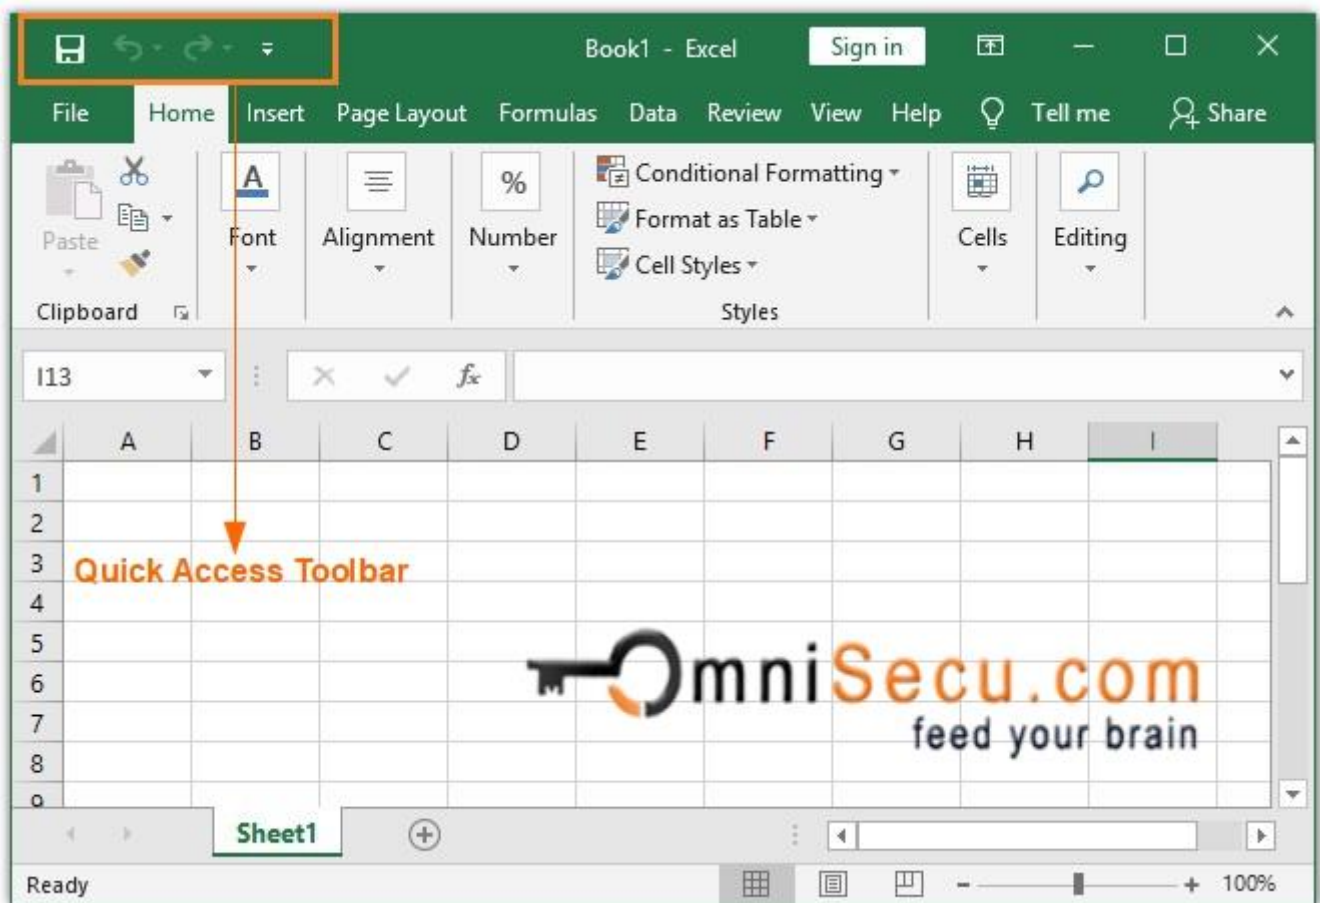 Book1 - Excel Sign in
File Home Insert Page Layout Formulas Data Review View Help Tell me Share
Conditional Formatting
% Format as Table
Paste Font Alignment Number Cell Styles Cells Editing
Clipboard Styles
I13 fx
A B C D E F G H I
1
2
3 Quick Access Toolbar
4
5
6 OmniSecu.com
7 feed your brain
8
9
Sheet1
Ready 100%